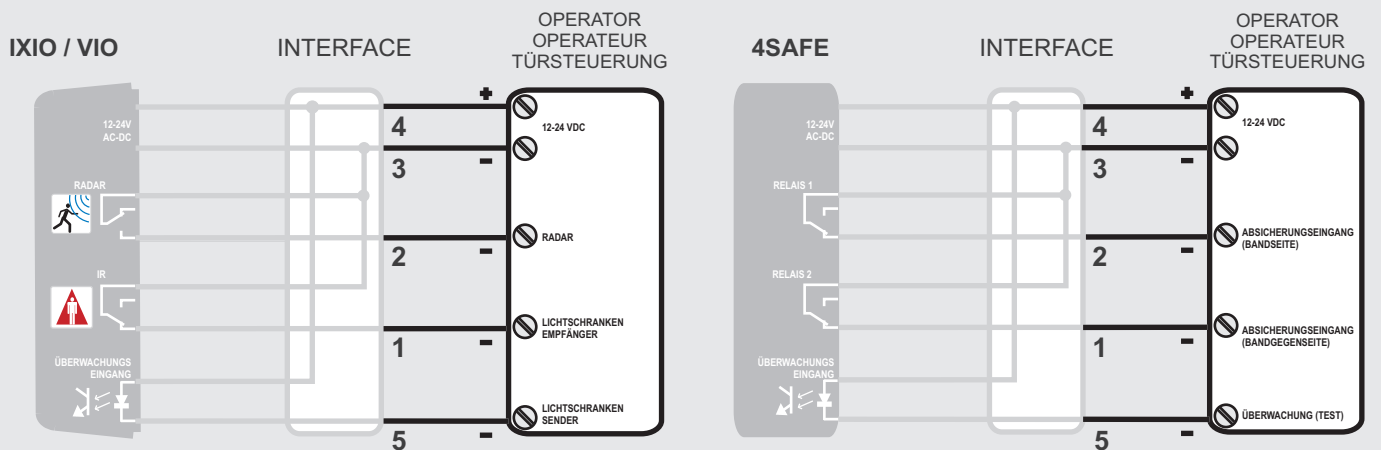 IXIO / VIO
INTERFACE
OPERATOR
OPERATEUR
TÜRSTEUERUNG
12-24V
AC-DC
RADAR
IR
ÜBERWACHUNGS
EINGANG
4
3
2
1
5
+
-
-
-
-
12-24 VDC
RADAR
LICHTSCHRANKEN
EMPFÄNGER
LICHTSCHRANKEN
SENDER
4SAFE
INTERFACE
OPERATOR
OPERATEUR
TÜRSTEUERUNG
12-24V
AC-DC
RELAIS 1
RELAIS 2
ÜBERWACHUNGS
EINGANG
4
3
2
1
5
+
-
-
-
-
12-24 VDC
ABSICHERUNGSEINGANG
(BANDSEITE)
ABSICHERUNGSEINGANG
(BANDGEGENSEITE)
ÜBERWACHUNG (TEST)